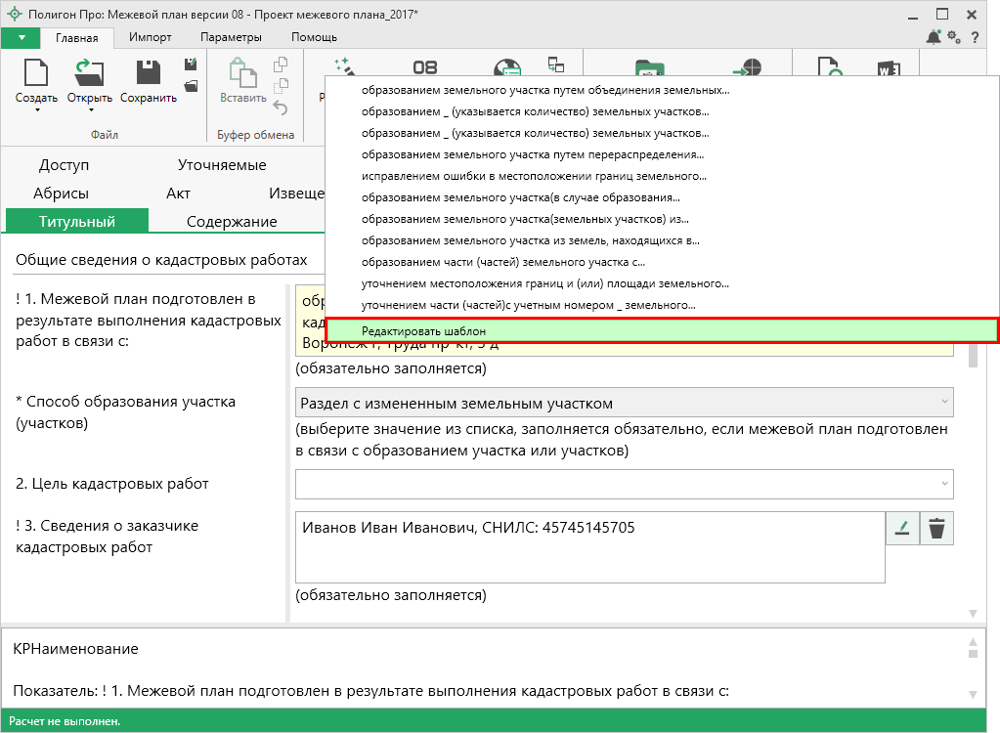 Полигон Про: Межевой план версии 08 - Проект межевого плана_2017*
Главная Импорт Параметры Помощь
?
08
W
Создать Открыть Сохранить Вставить
Файл Буфер обмена
образованием земельного участка путем объединения земельных...
образованием _ (указывается количество) земельных участков...
образованием _ (указывается количество) земельных участков...
образованием земельного участка путем перераспределения...
исправлением ошибки в местоположении границ земельного...
образованием земельного участка(в случае образования...
образованием земельного участка(земельных участков) из...
образованием земельного участка из земель, находящихся в...
образованием части (частей) земельного участка с...
уточнением местоположения границ и (или) площади земельного...
уточнением части (частей)с учетным номером _ земельного...
Редактировать шаблон
Доступ Уточняемые
Абрисы Акт Извеще
Титульный Содержание
Общие сведения о кадастровых работах
! 1. Межевой план подготовлен в
результате выполнения кадастровых
работ в связи с:
обр
кад
(обязательно заполняется)
* Способ образования участка
(участков)
Раздел с измененным земельным участком
(выберите значение из списка, заполняется обязательно, если межевой план подготовлен
в связи с образованием участка или участков)
2. Цель кадастровых работ
! 3. Сведения о заказчике
кадастровых работ
Иванов Иван Иванович, СНИЛС: 45745145705
(обязательно заполняется)
КРНаименование
Показатель: ! 1. Межевой план подготовлен в результате выполнения кадастровых работ в связи с:
Расчет не выполнен.